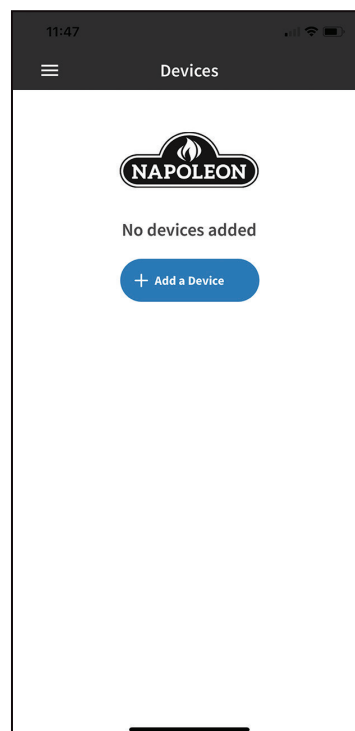 11:47
Devices
NAPOLEON
No devices added
+ Add a Device